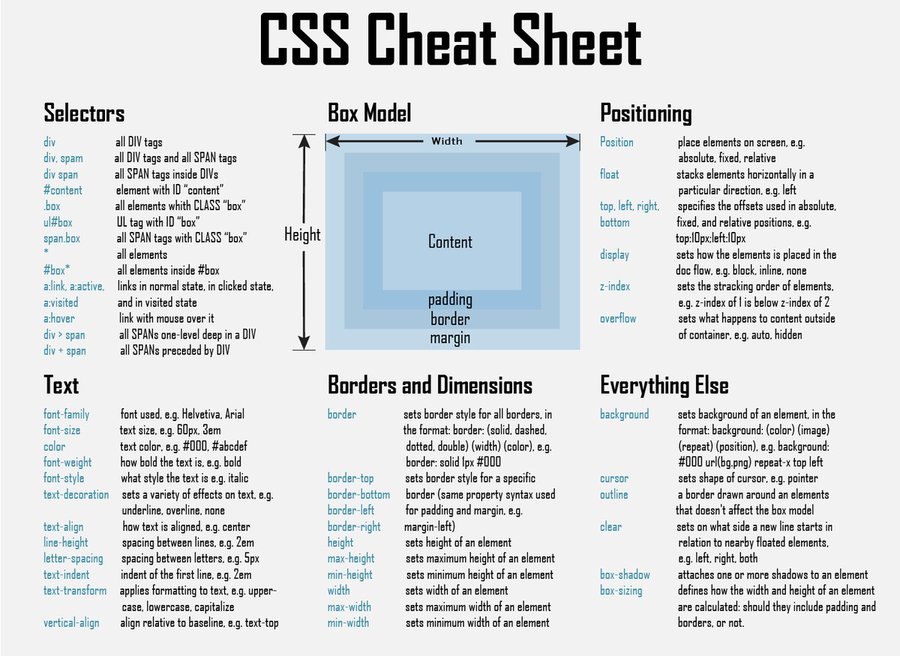 CSS Cheat Sheet
Selectors
div all DIV tags
div, spam all DIV tags and all SPAN tags
div span all SPAN tags inside DIVs
#content element with ID "content"
.box all elements whith CLASS "box"
ul#box UL tag with ID "box"
span.box all SPAN tags with CLASS "box"
* all elements
#box* all elements inside #box
a:link, a:active, links in normal state, in clicked state,
a:visited and in visited state
a:hover link with mouse over it
div > span all SPANs one-level deep in a DIV
div + span all SPANs preceded by DIV
Box Model
Width
Height
Content
padding
border
margin
Positioning
Position place elements on screen, e.g.
absolute, fixed, relative
float stacks elements horizontally in a
particular direction, e.g. left
top, left, right, specifies the offsets used in absolute,
bottom fixed, and relative positions, e.g.
top:10px;left:10px
display sets how the elements is placed in the
doc flow, e.g. block, inline, none
z-index sets the stracking order of elements,
e.g. z-index of 1 is below z-index of 2
overflow sets what happens to content outside
of container, e.g. auto, hidden
Text
font-family font used, e.g. Helvetiva, Arial
font-size text size, e.g. 60px, 3em
color text color, e.g. #000, #abcdef
font-weight how bold the text is, e.g. bold
font-style what style the text is e.g. italic
text-decoration sets a variety of effects on text, e.g.
underline, overline, none
text-align how text is aligned, e.g. center
line-height spacing between lines, e.g. 2em
letter-spacing spacing between letters, e.g. 5px
text-indent indent of the first line, e.g. 2em
text-transform applies formatting to text, e.g. upper-
case, lowercase, capitalize
vertical-align align relative to baseline, e.g. text-top
Borders and Dimensions
border sets border style for all borders, in
the format: border: (solid, dashed,
dotted, double) (width) (color), e.g.
border: solid 1px #000
border-top sets border style for a specific
border-bottom border (same property syntax used
border-left for padding and margin, e.g.
border-right margin-left)
height sets height of an element
max-height sets maximum height of an element
min-height sets minimum height of an element
width sets width of an element
max-width sets maximum width of an element
min-width sets minimum width of an element
Everything Else
background sets background of an element, in the
format: background: (color) (image)
(repeat) (position), e.g. background:
#000 url(bg.png) repeat-x top left
cursor sets shape of cursor, e.g. pointer
outline a border drawn around an elements
that doesn't affect the box model
clear sets on what side a new line starts in
relation to nearby floated elements,
e.g. left, right, both
box-shadow attaches one or more shadows to an element
box-sizing defines how the width and height of an element
are calculated: should they include padding and
borders, or not.